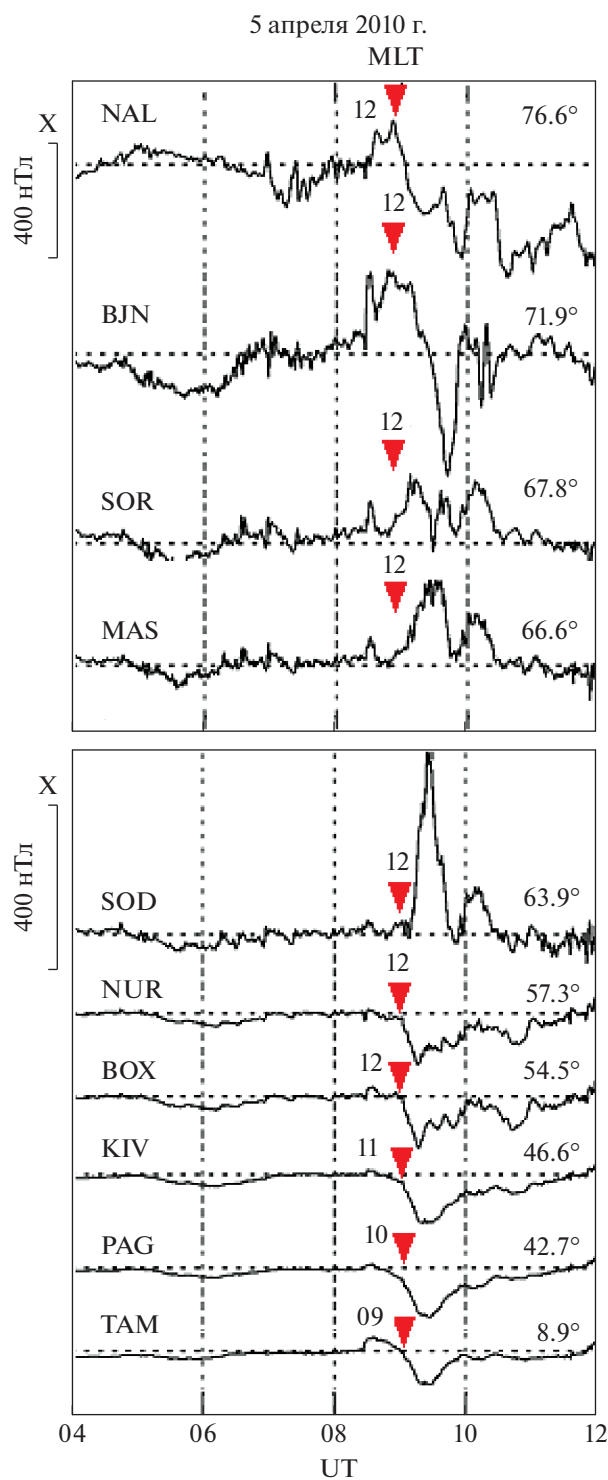 5 апреля 2010 г.
MLT
NAL 12 76.6°
X
400 нТл
12
BJN 71.9°
12
SOR 67.8°
12
MAS 66.6°
X
400 нТл
12
SOD 63.9°
12
NUR 57.3°
BOX 12 54.5°
KIV 11 46.6°
PAG 10 42.7°
TAM 09 8.9°
04 06 08 10 12
UT